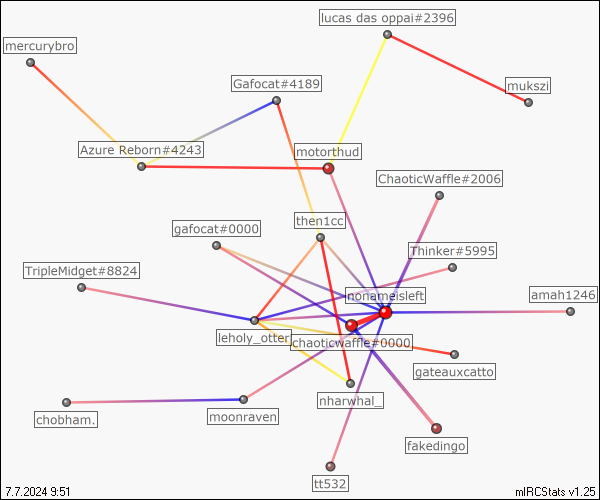 lucas das oppai#2396
mercurybro
Gafocat#4189
mukszi
Azure Reborn#4243
motorthud
ChaoticWaffle#2006
then1cc
gafocat#0000
Thinker#5995
TripleMidget#8824
nonameisleft
amah1246
leholy_otter
chaoticwaffle#0000
gateauxcatto
nharwhal_
chobham.
moonraven
fakedingo
tt532
7.7.2024 9:51
mIRCStats v1.25